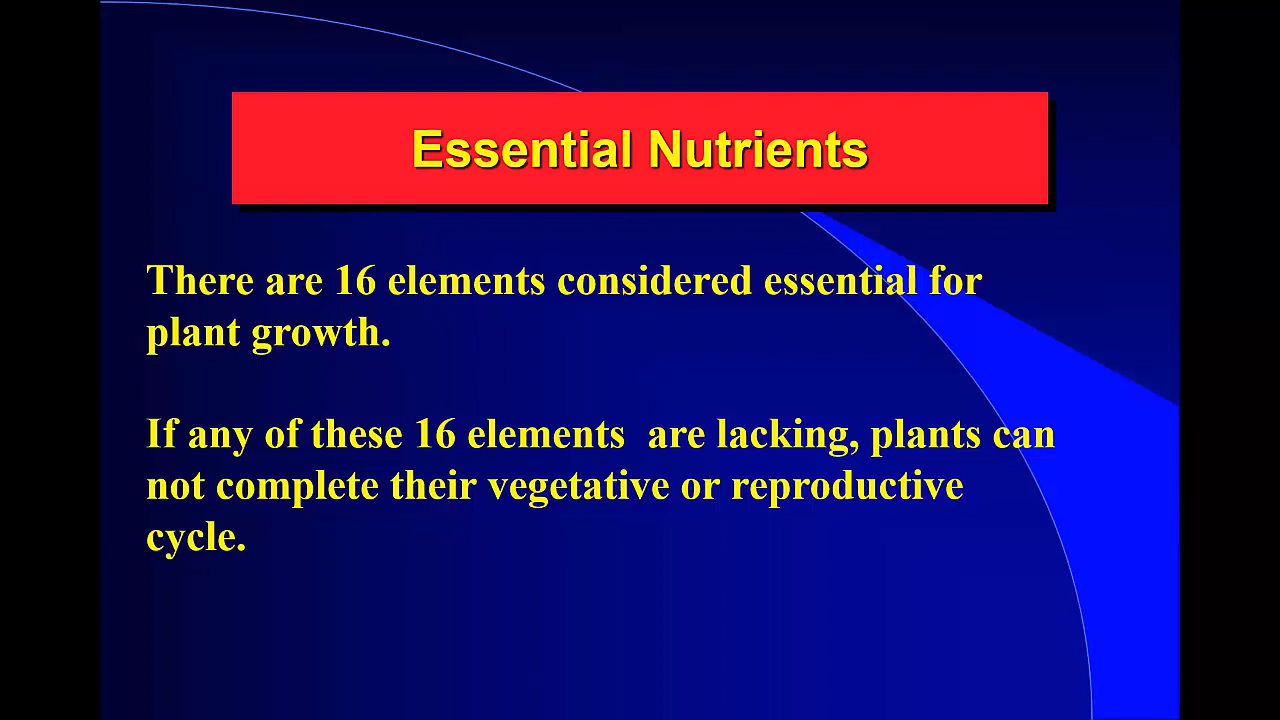 Essential Nutrients
There are 16 elements considered essential for
plant growth.
If any of these 16 elements  are lacking, plants can
not complete their vegetative or reproductive
cycle.